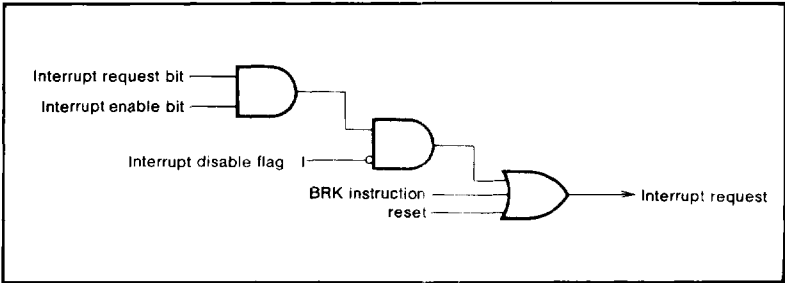 Interrupt request bit
Interrupt enable bit
Interrupt disable flag I
BRK instruction
reset
Interrupt request